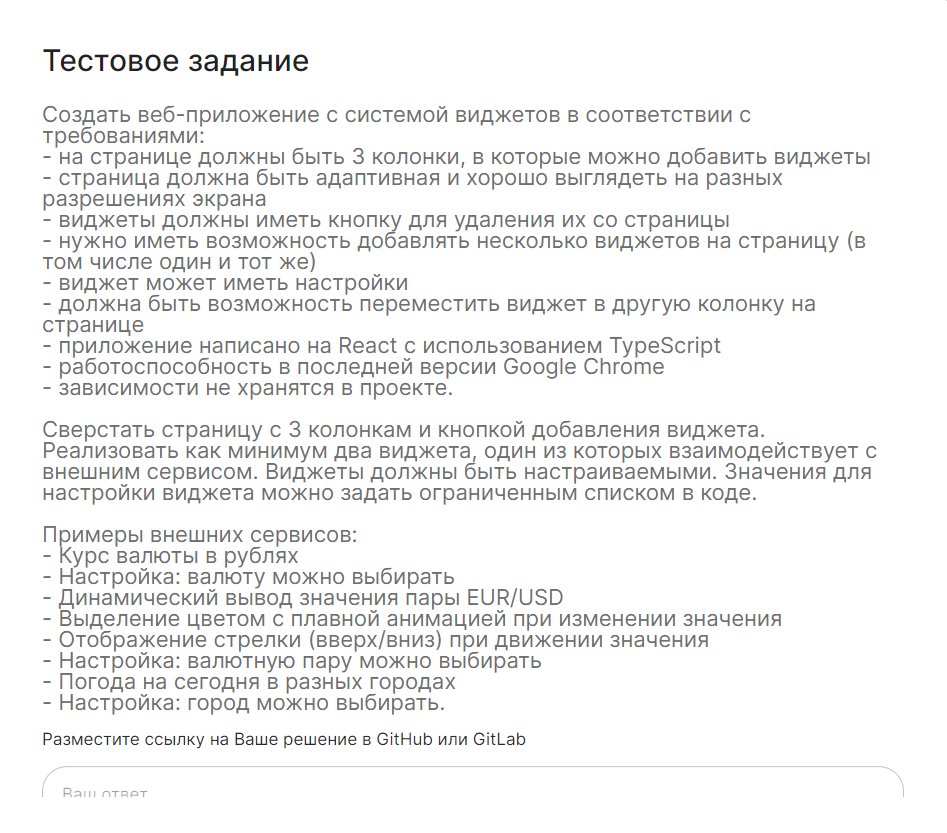 Тестовое задание
Создать веб-приложение с системой виджетов в соответствии с
требованиями:
- на странице должны быть 3 колонки, в которые можно добавить виджеты
- страница должна быть адаптивная и хорошо выглядеть на разных
разрешениях экрана
- виджеты должны иметь кнопку для удаления их со страницы
- нужно иметь возможность добавлять несколько виджетов на страницу (в
том числе один и тот же)
- виджет может иметь настройки
- должна быть возможность переместить виджет в другую колонку на
странице
- приложение написано на React с использованием TypeScript
- работоспособность в последней версии Google Chrome
- зависимости не хранятся в проекте.
Сверстать страницу с 3 колонкам и кнопкой добавления виджета.
Реализовать как минимум два виджета, один из которых взаимодействует с
внешним сервисом. Виджеты должны быть настраиваемыми. Значения для
настройки виджета можно задать ограниченным списком в коде.
Примеры внешних сервисов:
- Курс валюты в рублях
- Настройка: валюту можно выбирать
- Динамический вывод значения пары EUR/USD
- Выделение цветом с плавной анимацией при изменении значения
- Отображение стрелки (вверх/вниз) при движении значения
- Настройка: валютную пару можно выбирать
- Погода на сегодня в разных городах
- Настройка: город можно выбирать.
Разместите ссылку на Ваше решение в GitHub или GitLab
Ваш ответ